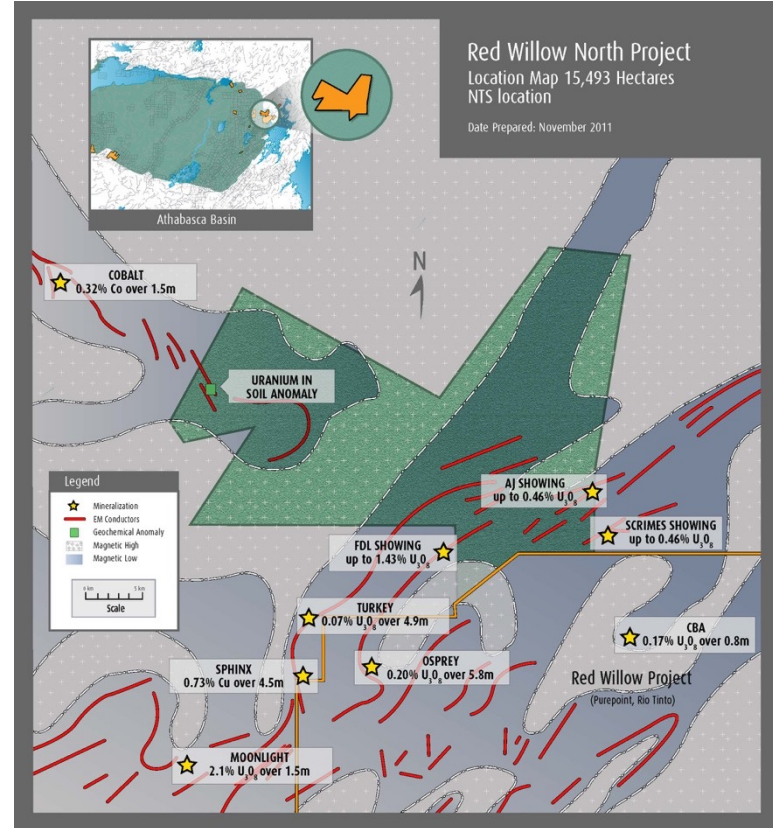 Red Willow North Project
Location Map 15,493 Hectares
NTS location
Date Prepared: November 2011
Athabasca Basin
N
COBALT
0.32% Co over 1.5m
URANIUM IN
SOIL ANOMALY
Legend
Mineralization
EM Conductors
Geochemical Anomaly
Magnetic High
Magnetic Low
5 km
Scale
AJ SHOWING
up to 0.46% U₃O₈
SCRIMES SHOWING
up to 0.46% U₃O₈
FDL SHOWING
up to 1.43% U₃O₈
TURKEY
0.07% U₃O₈ over 4.9m
CBA
0.17% U₃O₈ over 0.8m
SPHINX
0.73% Cu over 4.5m
OSPREY
0.20% U₃O₈ over 5.8m
Red Willow Project
(Purepoint, Rio Tinto)
MOONLIGHT
2.1% U₃O₈ over 1.5m